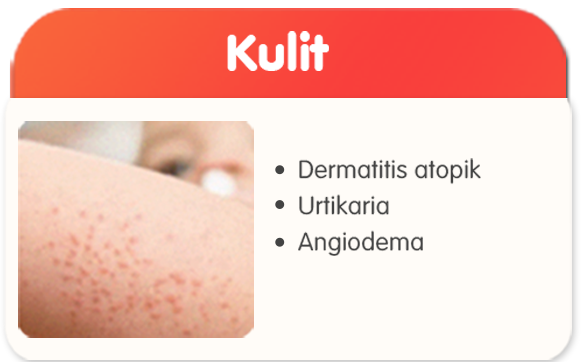 Kulit
• Dermatitis atopik
• Urtikaria
• Angiodema